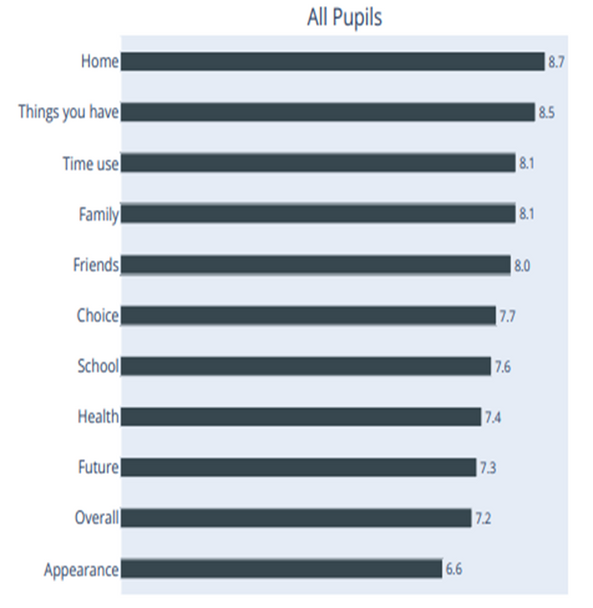 All Pupils
Home 8.7
Things you have 8.5
Time use 8.1
Family 8.1
Friends 8.0
Choice 7.7
School 7.6
Health 7.4
Future 7.3
Overall 7.2
Appearance 6.6